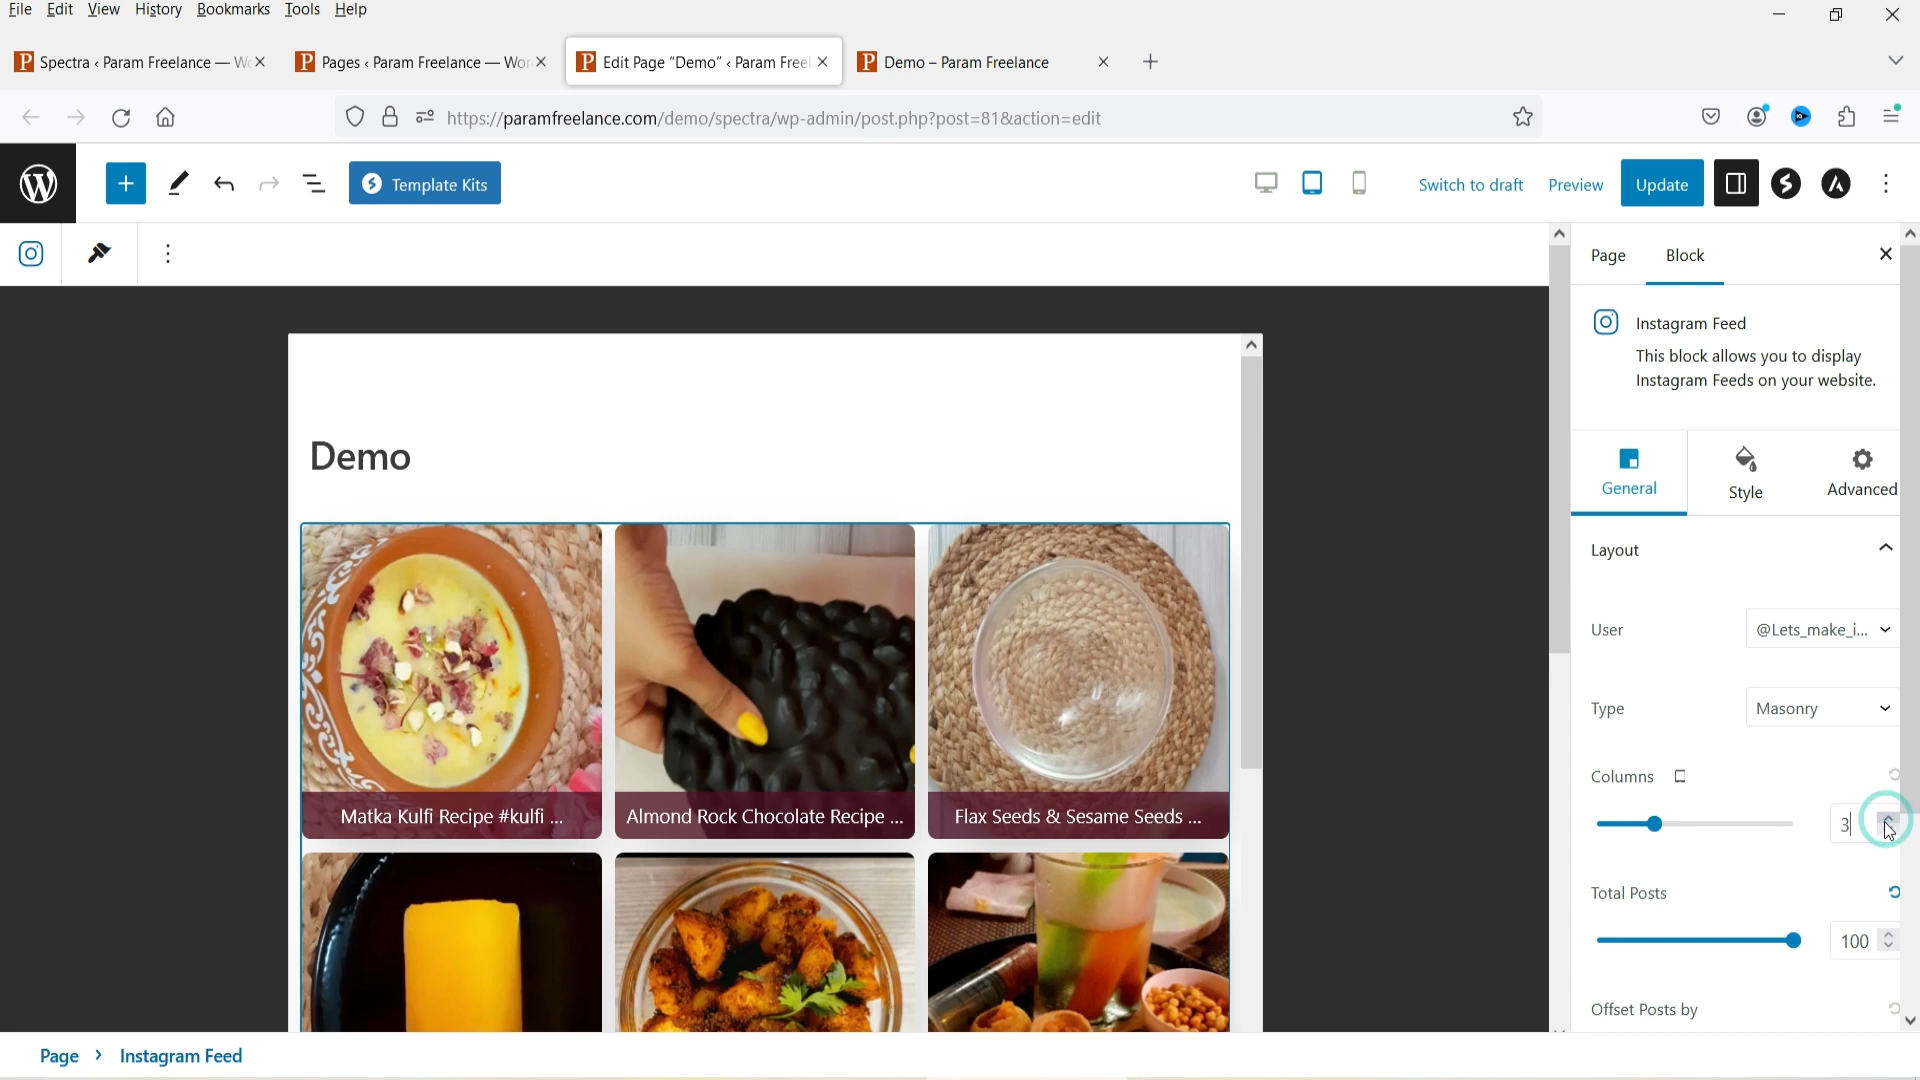 File Edit View History Bookmarks Tools Help
Spectra ‹ Param Freelance — Wo
Pages ‹ Param Freelance — Wor
Edit Page “Demo” ‹ Param Freel
Demo – Param Freelance
https://paramfreelance.com/demo/spectra/wp-admin/post.php?post=81&action=edit
Template Kits
Switch to draft
Preview
Update
Page
Block
Instagram Feed
This block allows you to display
Instagram Feeds on your website.
Demo
General
Style
Advanced
Layout
User
@Lets_make_i...
Type
Masonry
Columns
3
Total Posts
100
Offset Posts by
Matka Kulfi Recipe #kulfi ...
Almond Rock Chocolate Recipe ...
Flax Seeds & Sesame Seeds ...
Page › Instagram Feed